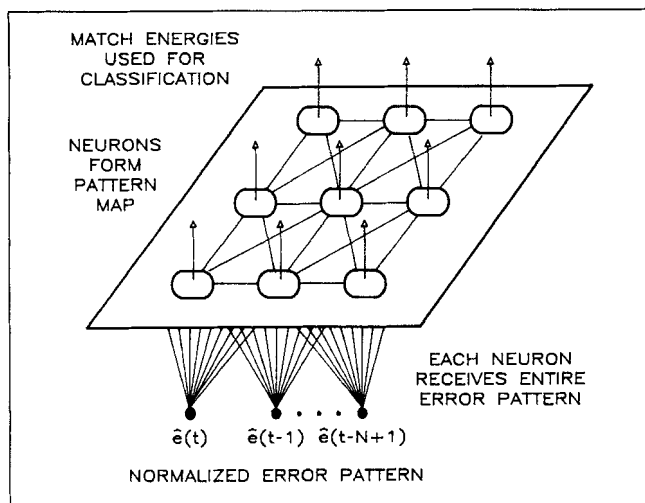 MATCH ENERGIES
USED FOR
CLASSIFICATION
NEURONS
FORM
PATTERN
MAP
EACH NEURON
RECEIVES ENTIRE
ERROR PATTERN
ê(t) ê(t-1) ê(t-N+1)
NORMALIZED ERROR PATTERN